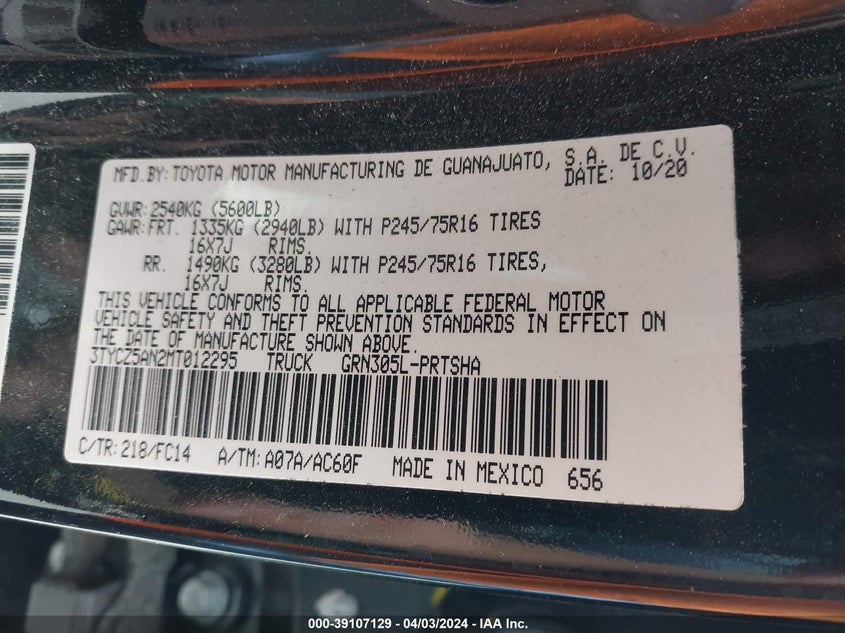 MFD.BY:TOYOTA MOTOR MANUFACTURING DE GUANAJUATO, S.A. DE C.V.
DATE: 10/20
GVWR:2540KG (5600LB)
GAWR:FRT. 1335KG (2940LB) WITH P245/75R16 TIRES
16X7J RIMS.
RR. 1490KG (3280LB) WITH P245/75R16 TIRES,
16X7J RIMS.
THIS VEHICLE CONFORMS TO ALL APPLICABLE FEDERAL MOTOR
VEHICLE SAFETY AND THEFT PREVENTION STANDARDS IN EFFECT ON
THE DATE OF MANUFACTURE SHOWN ABOVE.
3TYCZ5AN2MT012295 TRUCK GRN305L-PRTSHA
C/TR:218/FC14 A/TM:A07A/AC60F MADE IN MEXICO 656
000-39107129 - 04/03/2024 - IAA Inc.